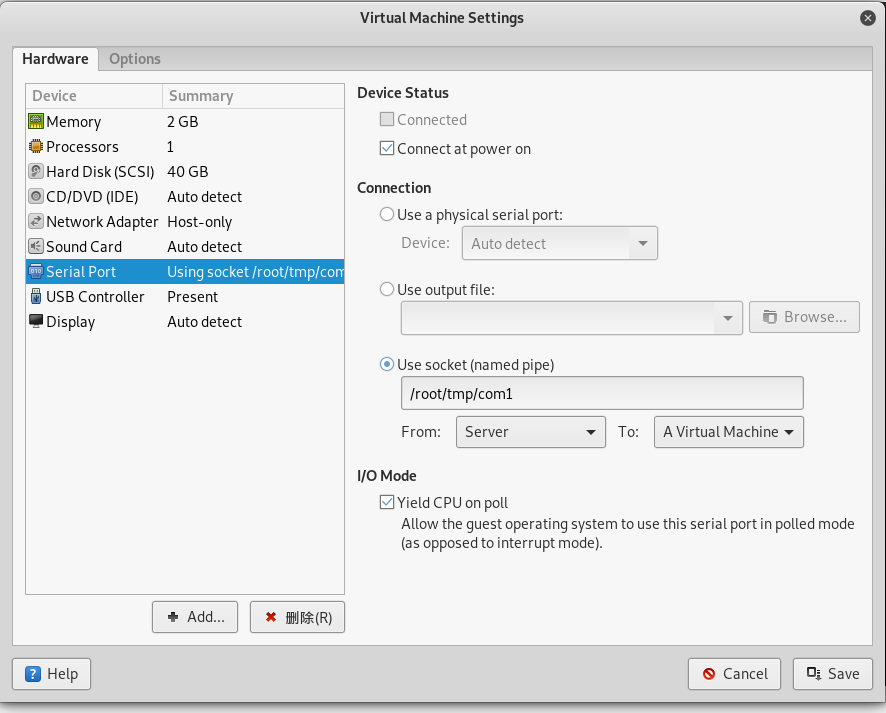 Virtual Machine Settings
Hardware Options
Device Summary
Memory 2 GB
Processors 1
Hard Disk (SCSI) 40 GB
CD/DVD (IDE) Auto detect
Network Adapter Host-only
Sound Card Auto detect
Serial Port Using socket /root/tmp/com
USB Controller Present
Display Auto detect
Add...
删除(R)
Device Status
Connected
Connect at power on
Connection
Use a physical serial port:
Device: Auto detect
Use output file:
Browse...
Use socket (named pipe)
/root/tmp/com1
From: Server To: A Virtual Machine
I/O Mode
Yield CPU on poll
Allow the guest operating system to use this serial port in polled mode
(as opposed to interrupt mode).
Help
Cancel
Save